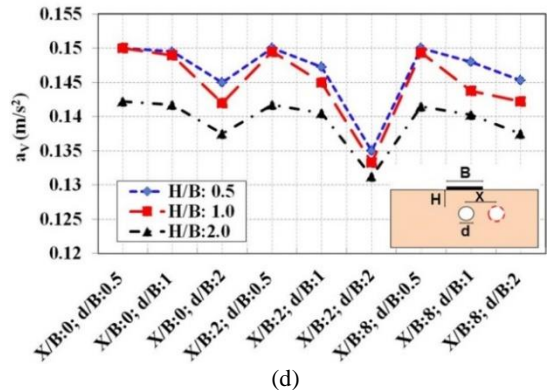 0.155
0.15
0.145
0.14
0.135
0.13
0.125
0.12
aV (m/s²)
H/B: 0.5
H/B: 1.0
H/B:2.0
B
H
X
d
X/B:0; d/B:0.5
X/B:0; d/B:1
X/B:0; d/B:2
X/B:2; d/B:0.5
X/B:2; d/B:1
X/B:2; d/B:2
X/B:8; d/B:0.5
X/B:8; d/B:1
X/B:8; d/B:2
(d)